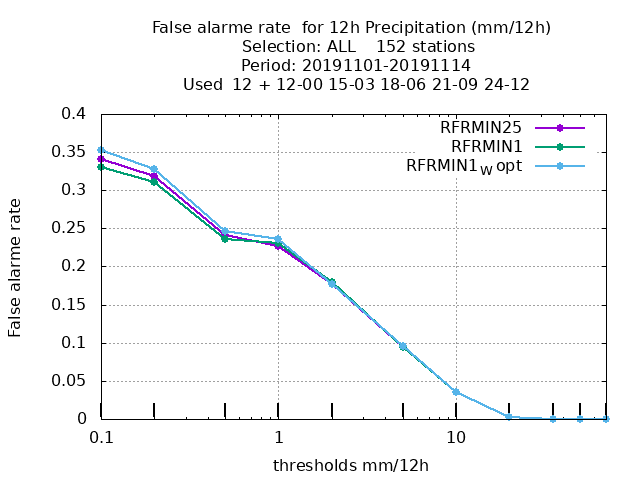 False alarme rate  for 12h Precipitation (mm/12h)
Selection: ALL    152 stations
Period: 20191101-20191114
Used  12 + 12-00 15-03 18-06 21-09 24-12
RFRMIN25
RFRMIN1
RFRMIN1W opt
0.4
0.35
0.3
0.25
0.2
0.15
0.1
0.05
0
False alarme rate
0.1 1 10
thresholds mm/12h